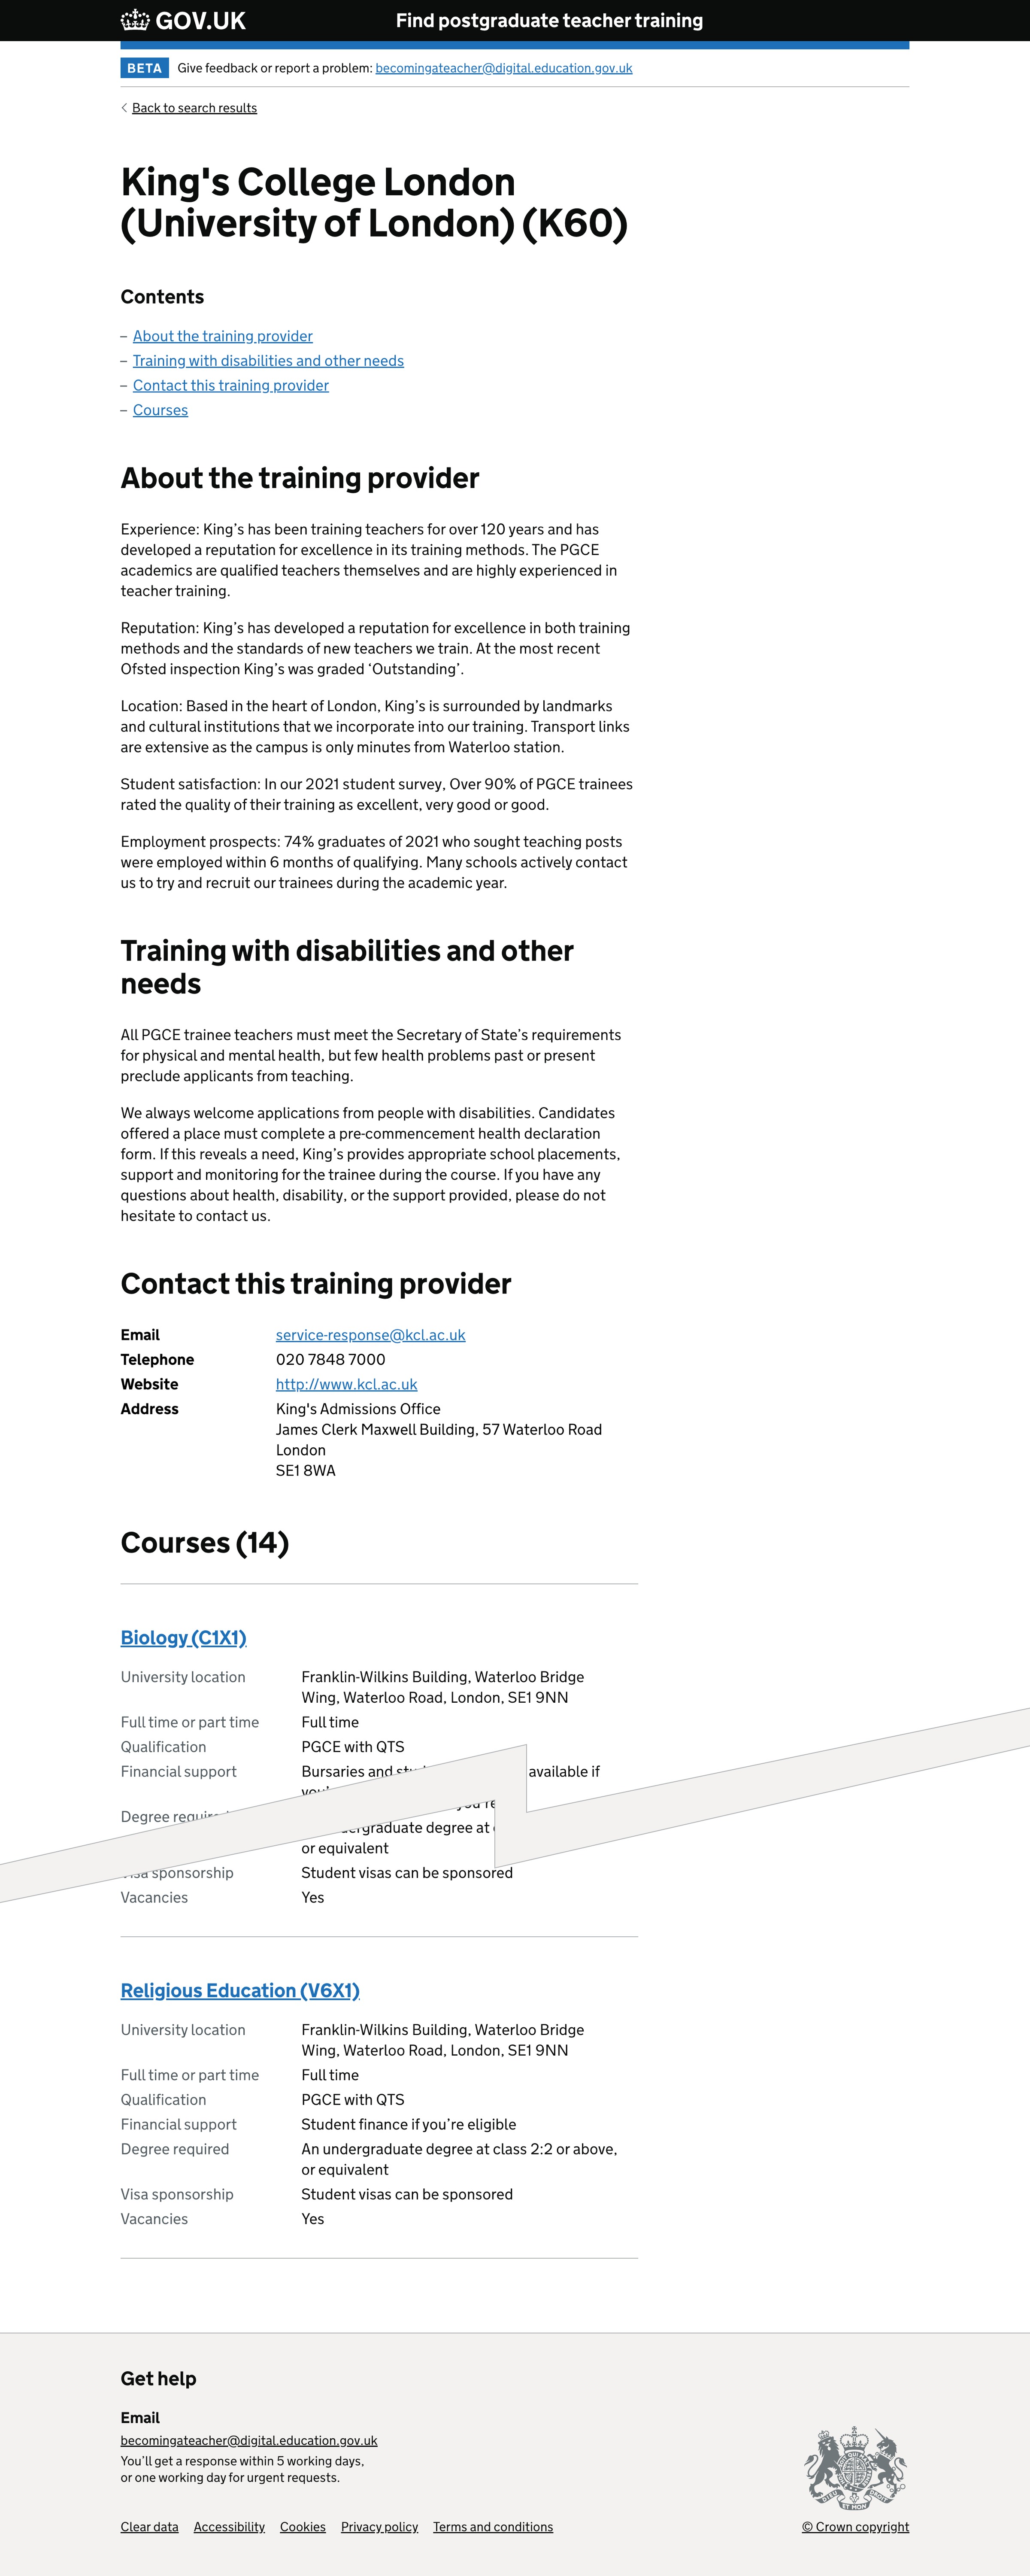 GOV.UK
Find postgraduate teacher training
BETA Give feedback or report a problem: becomingateacher@digital.education.gov.uk
Back to search results
King's College London
(University of London) (K60)
Contents
– About the training provider
– Training with disabilities and other needs
– Contact this training provider
– Courses
About the training provider
Experience: King’s has been training teachers for over 120 years and has
developed a reputation for excellence in its training methods. The PGCE
academics are qualified teachers themselves and are highly experienced in
teacher training.
Reputation: King’s has developed a reputation for excellence in both training
methods and the standards of new teachers we train. At the most recent
Ofsted inspection King’s was graded ‘Outstanding’.
Location: Based in the heart of London, King’s is surrounded by landmarks
and cultural institutions that we incorporate into our training. Transport links
are extensive as the campus is only minutes from Waterloo station.
Student satisfaction: In our 2021 student survey, Over 90% of PGCE trainees
rated the quality of their training as excellent, very good or good.
Employment prospects: 74% graduates of 2021 who sought teaching posts
were employed within 6 months of qualifying. Many schools actively contact
us to try and recruit our trainees during the academic year.
Training with disabilities and other
needs
All PGCE trainee teachers must meet the Secretary of State’s requirements
for physical and mental health, but few health problems past or present
preclude applicants from teaching.
We always welcome applications from people with disabilities. Candidates
offered a place must complete a pre-commencement health declaration
form. If this reveals a need, King’s provides appropriate school placements,
support and monitoring for the trainee during the course. If you have any
questions about health, disability, or the support provided, please do not
hesitate to contact us.
Contact this training provider
Email service-response@kcl.ac.uk
Telephone 020 7848 7000
Website http://www.kcl.ac.uk
Address King's Admissions Office
James Clerk Maxwell Building, 57 Waterloo Road
London
SE1 8WA
Courses (14)
Biology (C1X1)
University location Franklin-Wilkins Building, Waterloo Bridge
Wing, Waterloo Road, London, SE1 9NN
Full time or part time Full time
Qualification PGCE with QTS
Financial support Bursaries and available if
Degree
degree at
or equivalent
sponsorship Student visas can be sponsored
Vacancies Yes
Religious Education (V6X1)
University location Franklin-Wilkins Building, Waterloo Bridge
Wing, Waterloo Road, London, SE1 9NN
Full time or part time Full time
Qualification PGCE with QTS
Financial support Student finance if you’re eligible
Degree required An undergraduate degree at class 2:2 or above,
or equivalent
Visa sponsorship Student visas can be sponsored
Vacancies Yes
Get help
Email
becomingateacher@digital.education.gov.uk
You’ll get a response within 5 working days,
or one working day for urgent requests.
Clear data Accessibility Cookies Privacy policy Terms and conditions
© Crown copyright